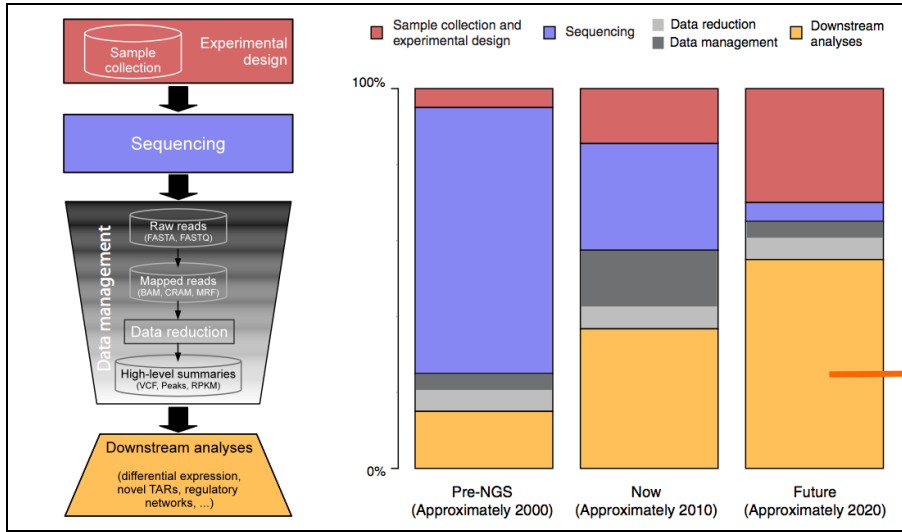 Sample
collection
Experimental
design
Sequencing
Data management
Raw reads
(FASTA, FASTQ)
Mapped reads
(BAM, CRAM, MRF)
Data reduction
High-level summaries
(VCF, Peaks, RPKM)
Downstream analyses
(differential expression,
novel TARs, regulatory
networks, ...)
Sample collection and
experimental design
Sequencing
Data reduction
Data management
Downstream
analyses
100%
0%
Pre-NGS
(Approximately 2000)
Now
(Approximately 2010)
Future
(Approximately 2020)